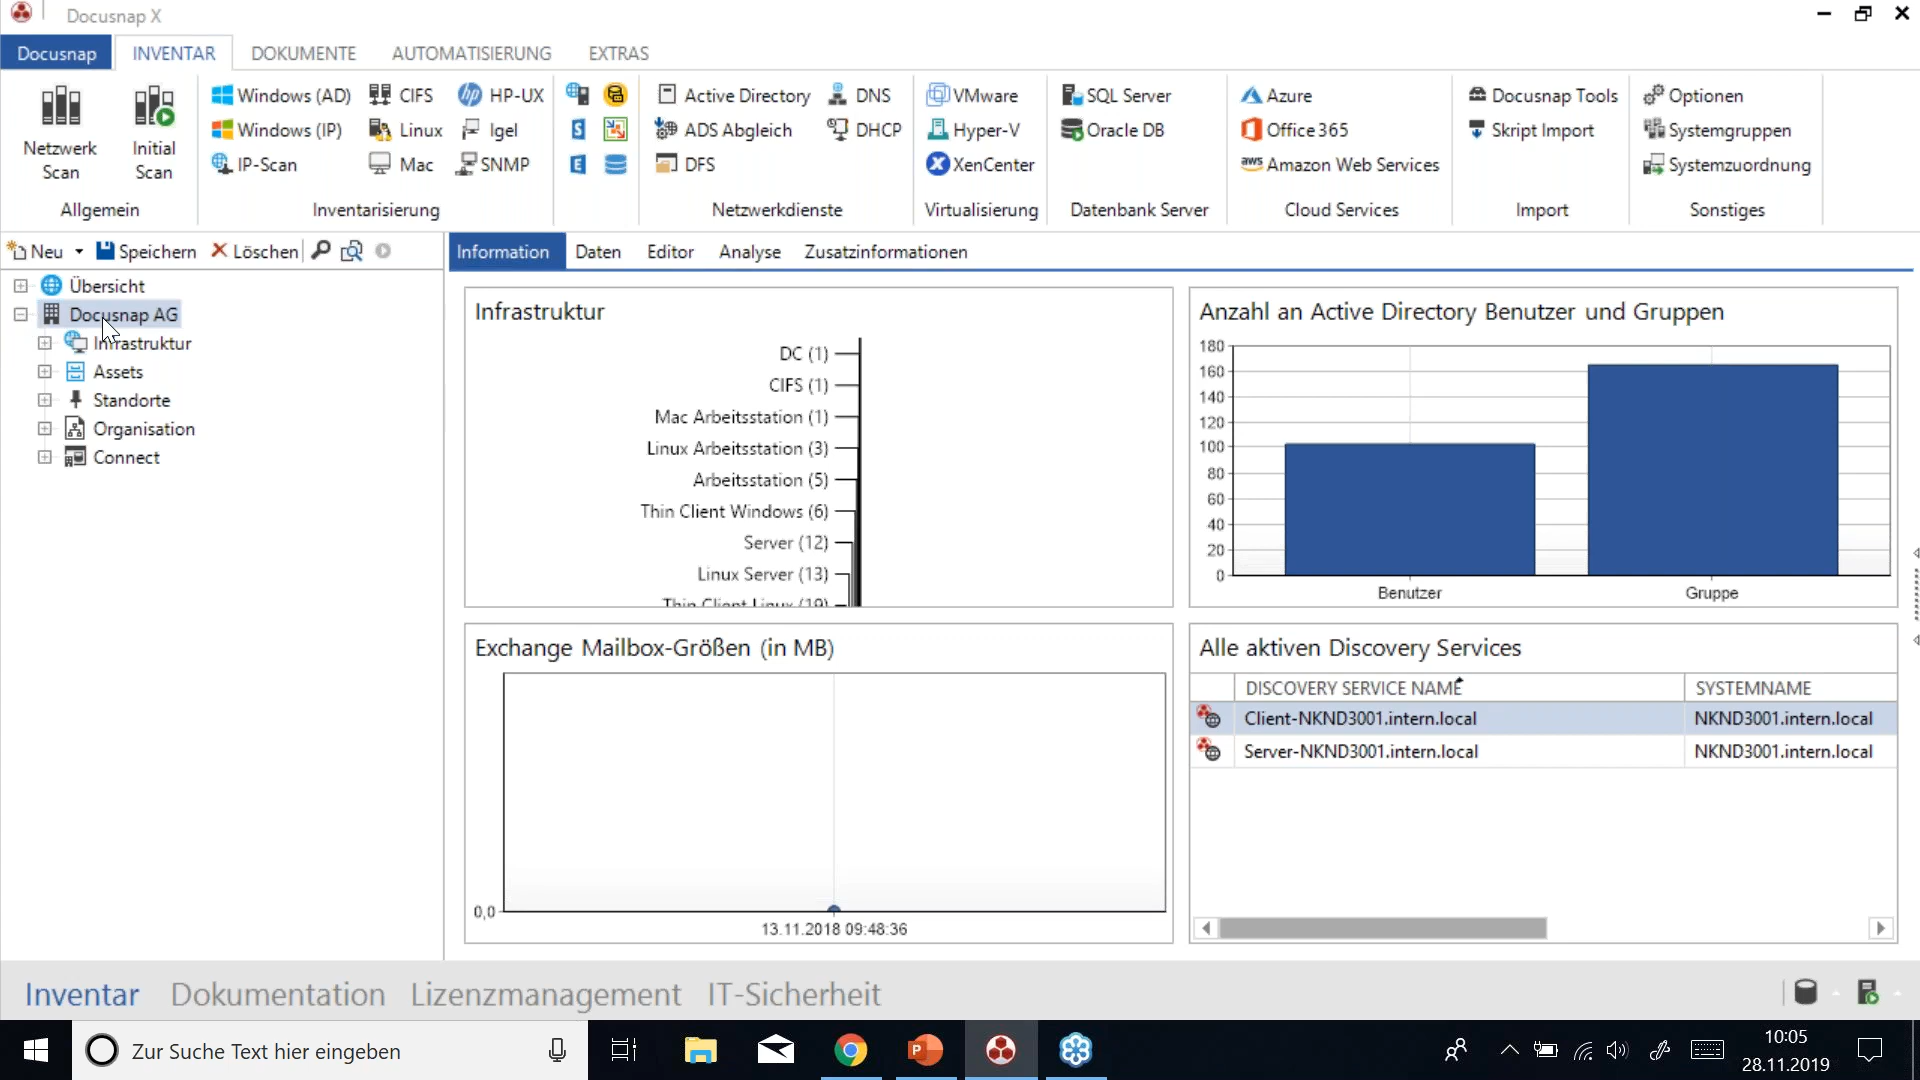 Docusnap X
Docusnap INVENTAR DOKUMENTE AUTOMATISIERUNG EXTRAS
Netzwerk Scan
Initial Scan
Allgemein
Windows (AD) CIFS HP-UX
Windows (IP) Linux Igel
IP-Scan Mac SNMP
Inventarisierung
Active Directory DNS
ADS Abgleich DHCP
DFS
Netzwerkdienste
VMware
Hyper-V
XenCenter
Virtualisierung
SQL Server
Oracle DB
Datenbank Server
Azure
Office 365
aws Amazon Web Services
Cloud Services
Docusnap Tools
Skript Import
Import
Optionen
Systemgruppen
Systemzuordnung
Sonstiges
Neu Speichern Löschen
Übersicht
Docusnap AG
Infrastruktur
Assets
Standorte
Organisation
Connect
Information Daten Editor Analyse Zusatzinformationen
Infrastruktur
DC (1)
CIFS (1)
Mac Arbeitsstation (1)
Linux Arbeitsstation (3)
Arbeitsstation (5)
Thin Client Windows (6)
Server (12)
Linux Server (13)
Thin Client Linux (19)
Anzahl an Active Directory Benutzer und Gruppen
180
160
140
120
100
80
60
40
20
0
Benutzer Gruppe
Exchange Mailbox-Größen (in MB)
0,0
13.11.2018 09:48:36
Alle aktiven Discovery Services
DISCOVERY SERVICE NAME SYSTEMNAME
Client-NKND3001.intern.local NKND3001.intern.local
Server-NKND3001.intern.local NKND3001.intern.local
Inventar Dokumentation Lizenzmanagement IT-Sicherheit
Zur Suche Text hier eingeben
10:05
28.11.2019